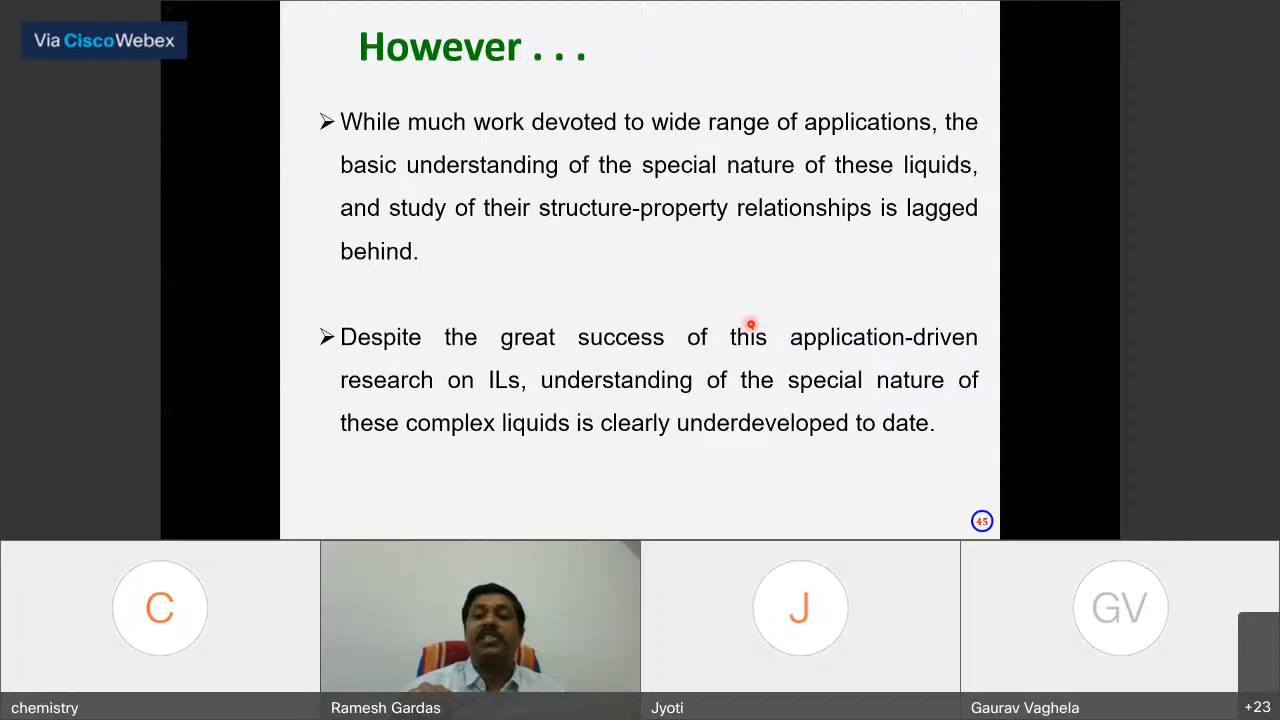 Via CiscoWebex
However . . .
➢ While much work devoted to wide range of applications, the
basic understanding of the special nature of these liquids,
and study of their structure-property relationships is lagged
behind.
➢ Despite the great success of this application-driven
research on ILs, understanding of the special nature of
these complex liquids is clearly underdeveloped to date.
45
C
J
GV
chemistry
Ramesh Gardas
Jyoti
Gaurav Vaghela
+23